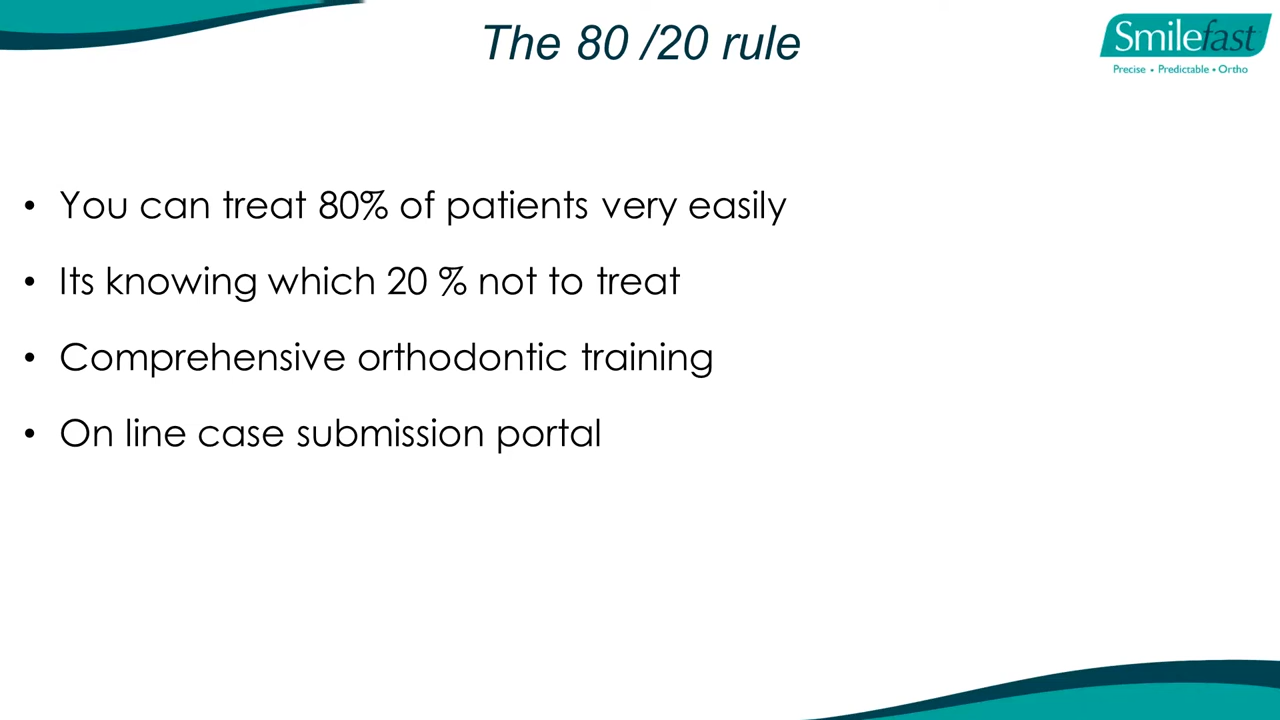 The 80 /20 rule
Smilefast
Precise • Predictable • Ortho
• You can treat 80% of patients very easily
• Its knowing which 20 % not to treat
• Comprehensive orthodontic training
• On line case submission portal